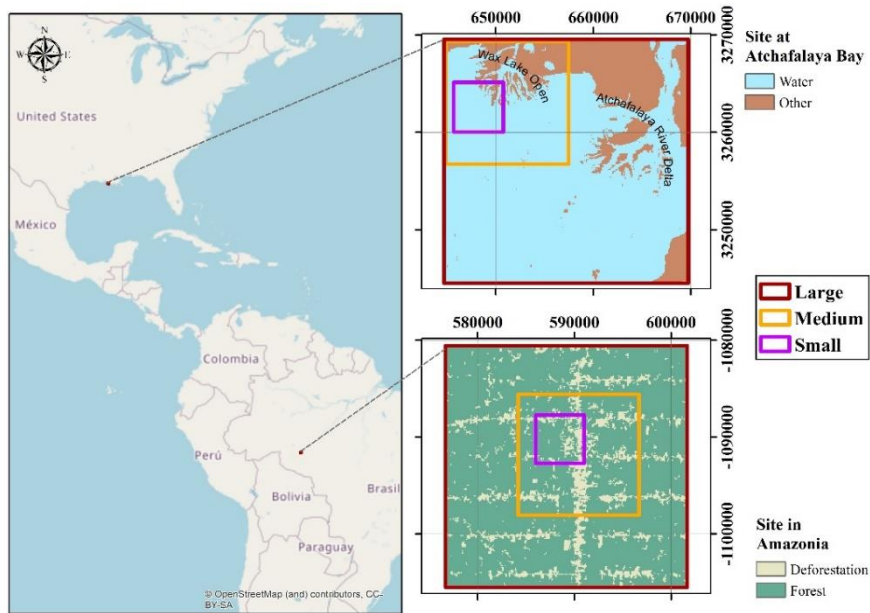 N
W
E
S
United States
México
Colombia
Perú
Bolivia
Brasil
Paraguay
© OpenStreetMap (and) contributors, CC-
BY-SA
650000
660000
670000
3270000
3260000
3250000
Wax Lake Open
Atchafalaya River Delta
Site at
Atchafalaya Bay
Water
Other
Large
Medium
Small
580000
590000
600000
-1080000
-1090000
-1100000
Site in
Amazonia
Deforestation
Forest